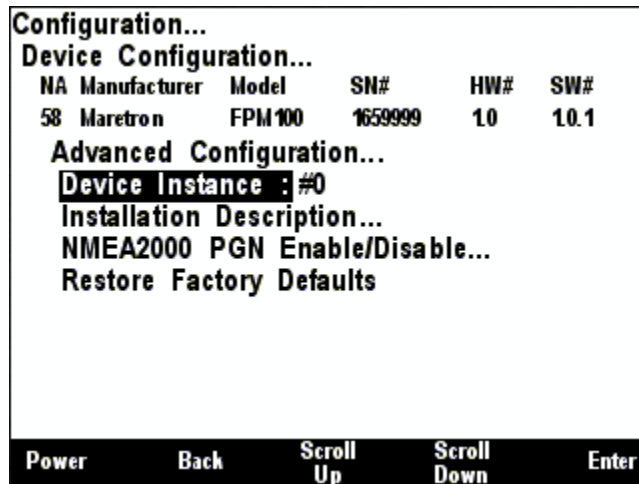 Configuration...
Device Configuration...
NA Manufacturer Model SN# HW# SW#
58 Maretron FPM100 1659999 1.0 1.0.1
Advanced Configuration...
Device Instance : #0
Installation Description...
NMEA2000 PGN Enable/Disable...
Restore Factory Defaults
Power Back Scroll Up Scroll Down Enter